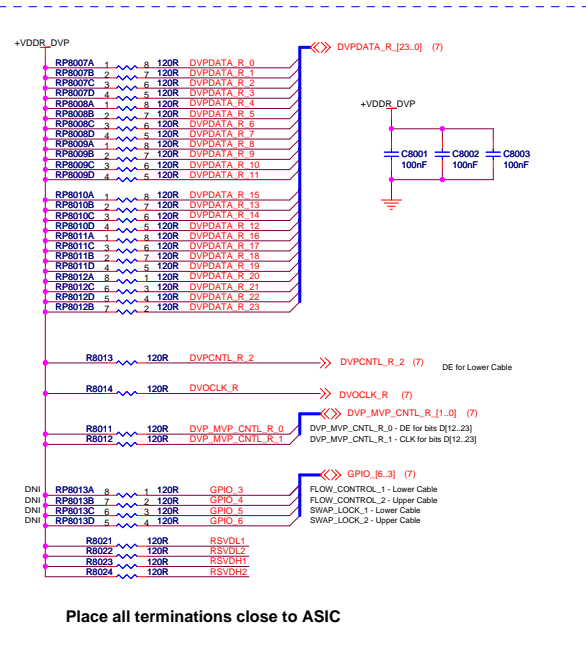 +VDDR_DVP
DVPDATA_R_[23..0] (7)
RP8007A 1 8 120R DVPDATA_R_0
RP8007B 2 7 120R DVPDATA_R_1
RP8007C 3 6 120R DVPDATA_R_2
RP8007D 4 5 120R DVPDATA_R_3
RP8008A 1 8 120R DVPDATA_R_4
RP8008B 2 7 120R DVPDATA_R_5
RP8008C 3 6 120R DVPDATA_R_6
RP8008D 4 5 120R DVPDATA_R_7
RP8009A 1 8 120R DVPDATA_R_8
RP8009B 2 7 120R DVPDATA_R_9
RP8009C 3 6 120R DVPDATA_R_10
RP8009D 4 5 120R DVPDATA_R_11
+VDDR_DVP
C8001 100nF
C8002 100nF
C8003 100nF
RP8010A 1 8 120R DVPDATA_R_15
RP8010B 2 7 120R DVPDATA_R_13
RP8010C 3 6 120R DVPDATA_R_14
RP8010D 4 5 120R DVPDATA_R_12
RP8011A 1 8 120R DVPDATA_R_16
RP8011C 3 6 120R DVPDATA_R_17
RP8011B 2 7 120R DVPDATA_R_18
RP8011D 4 5 120R DVPDATA_R_19
RP8012A 8 1 120R DVPDATA_R_20
RP8012C 6 3 120R DVPDATA_R_21
RP8012D 5 4 120R DVPDATA_R_22
RP8012B 7 2 120R DVPDATA_R_23
R8013 120R DVPCNTL_R_2 DVPCNTL_R_2 (7) DE for Lower Cable
R8014 120R DVOCLK_R DVOCLK_R (7)
DVP_MVP_CNTL_R_[1..0] (7)
R8011 120R DVP_MVP_CNTL_R_0 DVP_MVP_CNTL_R_0 - DE for bits D[12..23]
R8012 120R DVP_MVP_CNTL_R_1 DVP_MVP_CNTL_R_1 - CLK for bits D[12..23]
GPIO_[6..3] (7)
DNI RP8013A 8 1 120R GPIO_3 FLOW_CONTROL_1 - Lower Cable
DNI RP8013B 7 2 120R GPIO_4 FLOW_CONTROL_2 - Upper Cable
DNI RP8013C 6 3 120R GPIO_5 SWAP_LOCK_1 - Lower Cable
DNI RP8013D 5 4 120R GPIO_6 SWAP_LOCK_2 - Upper Cable
R8021 120R RSVDL1
R8022 120R RSVDL2
R8023 120R RSVDH1
R8024 120R RSVDH2
Place all terminations close to ASIC